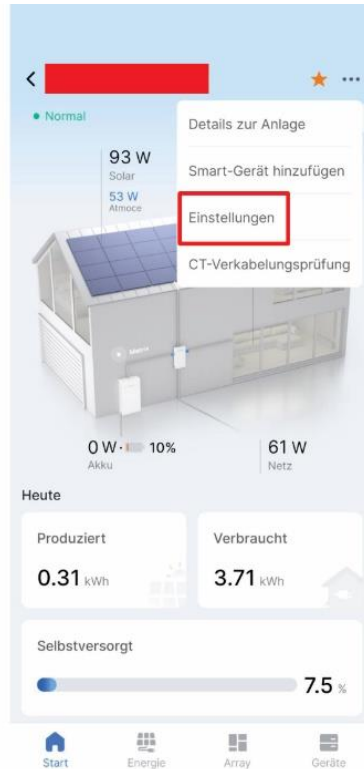 Normal
Details zur Anlage
93 W
Solar
Smart-Gerät hinzufügen
53 W
Atmoce
Einstellungen
CT-Verkabelungsprüfung
Matrix
0 W · 10%
Akku
61 W
Netz
Heute
Produziert
Verbraucht
0.31 kWh
3.71 kWh
Selbstversorgt
7.5 %
Start
Energie
Array
Geräte